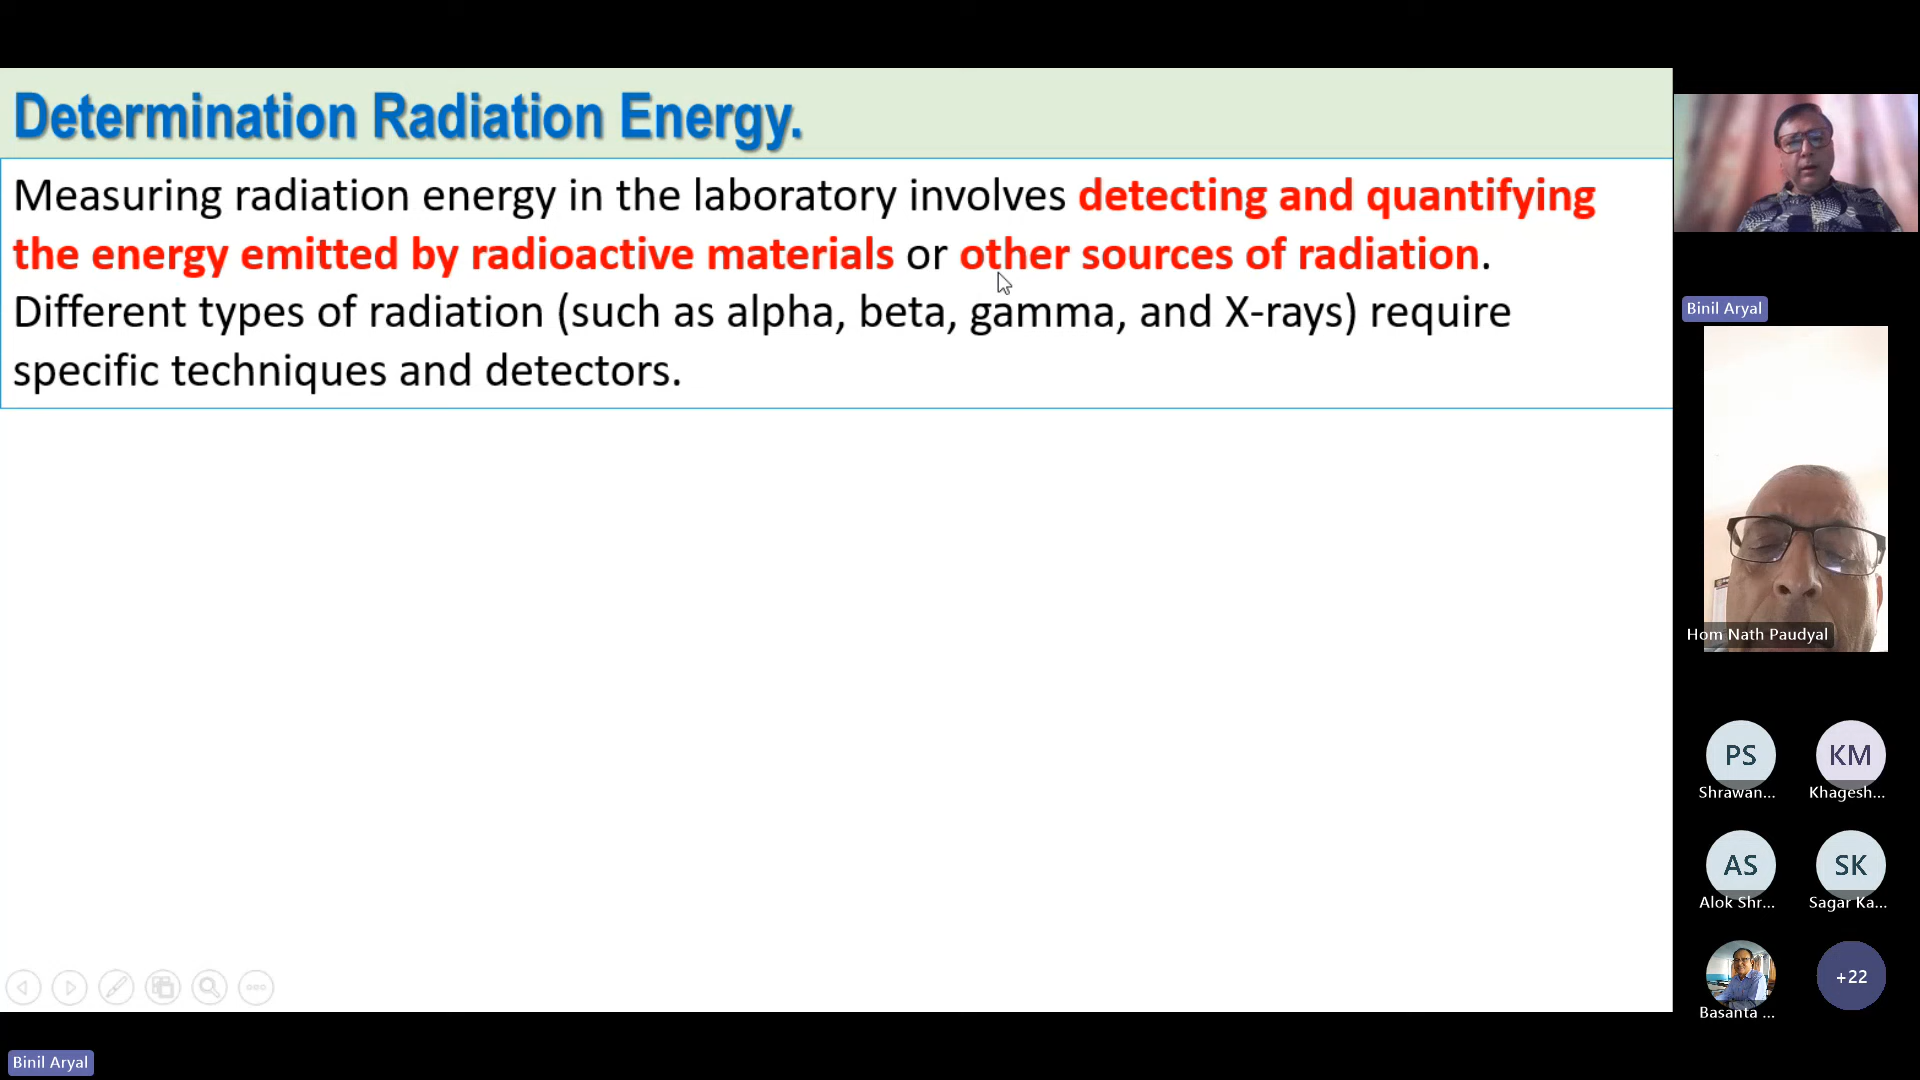 Determination Radiation Energy.
Measuring radiation energy in the laboratory involves detecting and quantifying
the energy emitted by radioactive materials or other sources of radiation.
Different types of radiation (such as alpha, beta, gamma, and X-rays) require
specific techniques and detectors.
Binil Aryal
Hom Nath Paudyal
PS
Shrawan...
KM
Khagesh...
AS
Alok Shr...
SK
Sagar Ka...
Basanta ...
+22
Binil Aryal